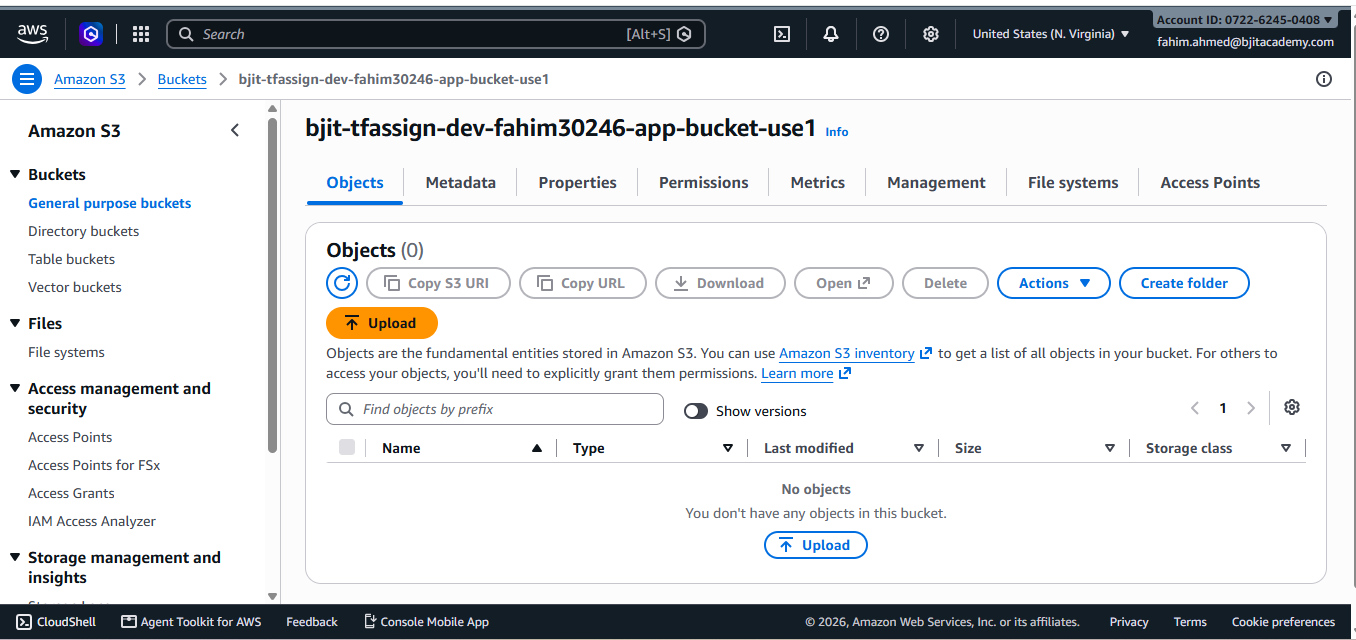 aws
Search [Alt+S]
United States (N. Virginia)
Account ID: 0722-6245-0408
fahim.ahmed@bjitacademy.com
Amazon S3 Buckets bjit-tfassign-dev-fahim30246-app-bucket-use1
Amazon S3
Buckets
General purpose buckets
Directory buckets
Table buckets
Vector buckets
Files
File systems
Access management and
security
Access Points
Access Points for FSx
Access Grants
IAM Access Analyzer
Storage management and
insights
bjit-tfassign-dev-fahim30246-app-bucket-use1 Info
Objects Metadata Properties Permissions Metrics Management File systems Access Points
Objects (0)
Copy S3 URI Copy URL Download Open Delete Actions Create folder
Upload
Objects are the fundamental entities stored in Amazon S3. You can use Amazon S3 inventory to get a list of all objects in your bucket. For others to
access your objects, you'll need to explicitly grant them permissions. Learn more
Find objects by prefix Show versions 1
Name Type Last modified Size Storage class
No objects
You don't have any objects in this bucket.
Upload
CloudShell Agent Toolkit for AWS Feedback Console Mobile App © 2026, Amazon Web Services, Inc. or its affiliates. Privacy Terms Cookie preferences